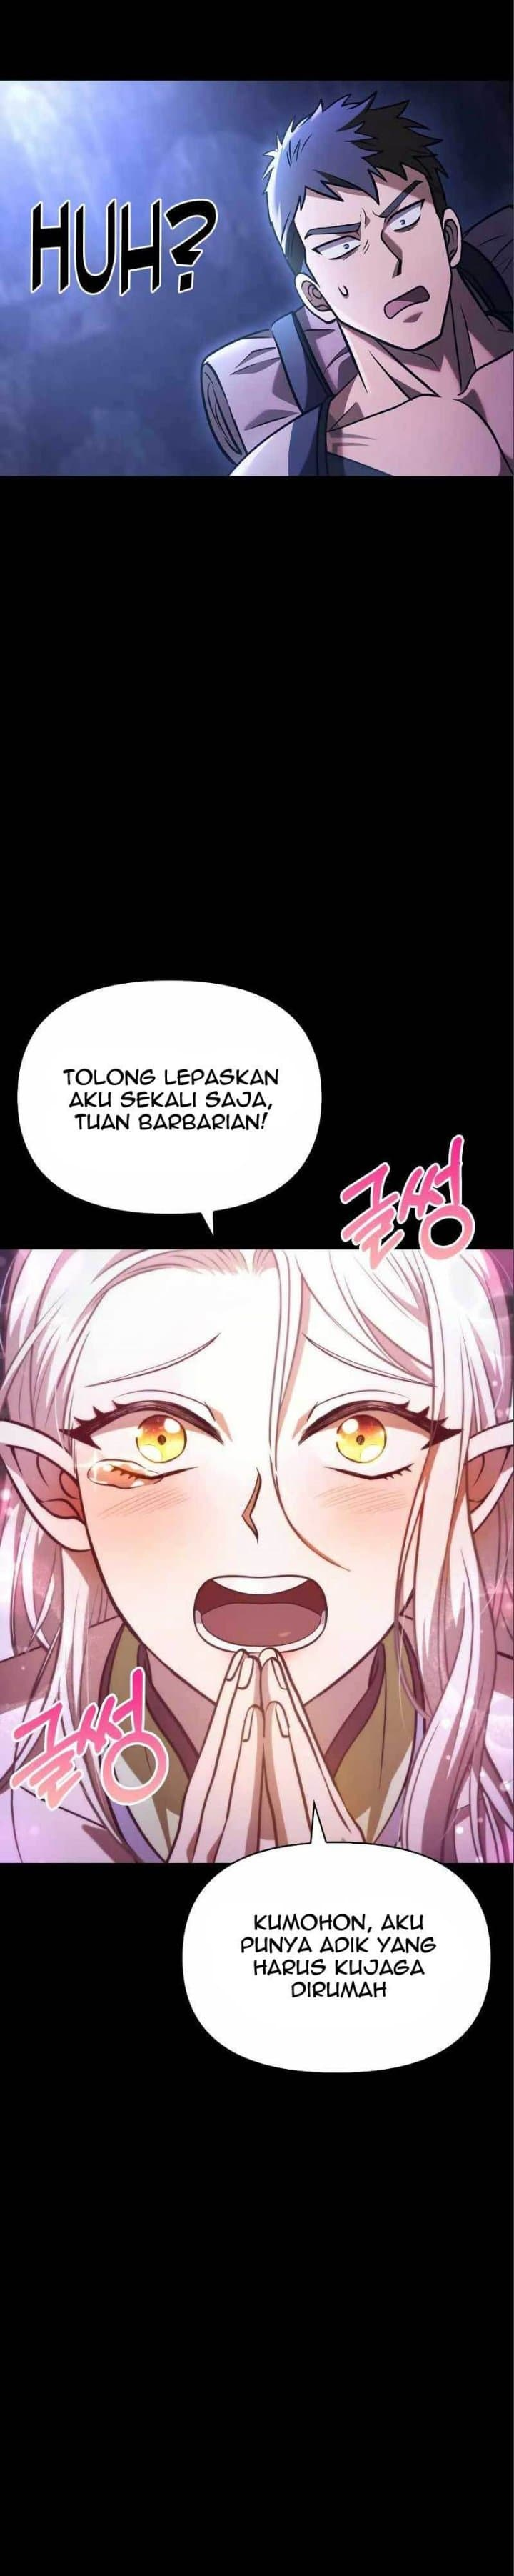 HUH?
TOLONG LEPASKAN
AKU SEKALI SAJA,
TUAN BARBARIAN!
글썽
글썽
KUMOHON, AKU
PUNYA ADIK YANG
HARUS KUJAGA
DIRUMAH